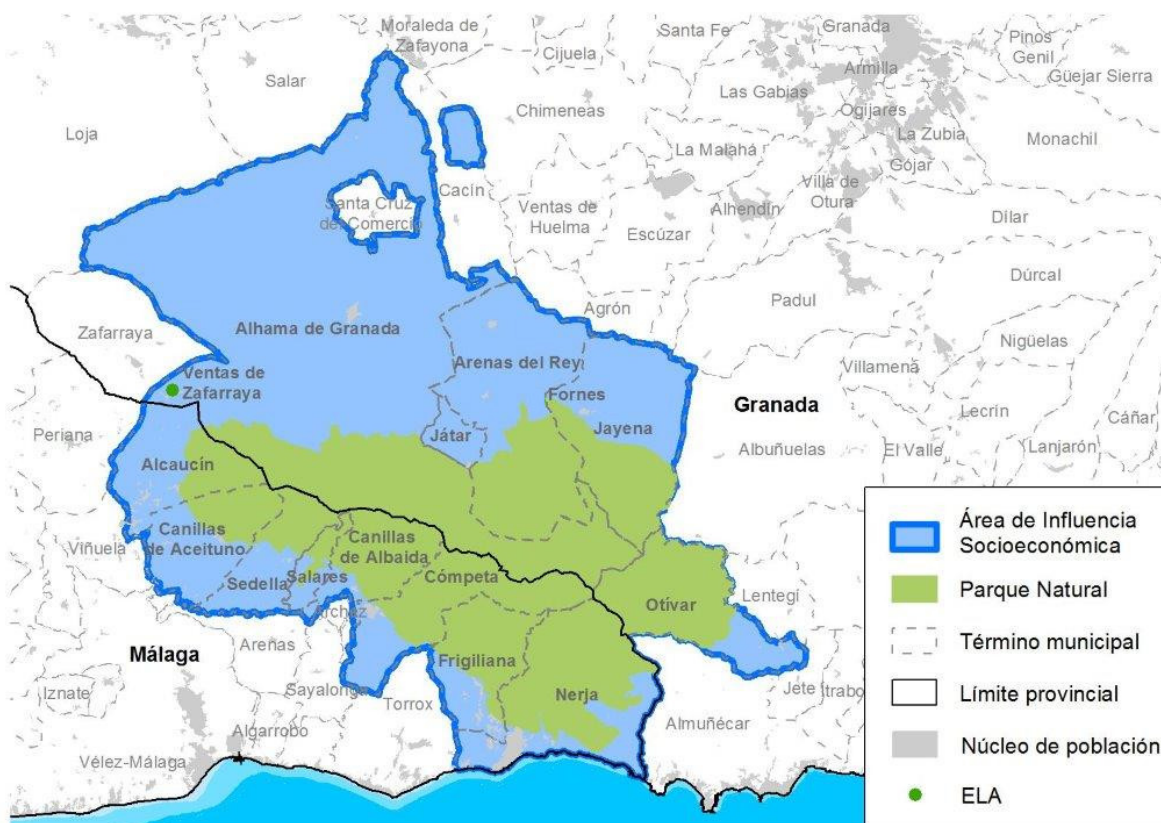 Moraleda de
Zafayona
Santa Fe
Granada
Pinos
Genil
Cijuela
Güejar Sierra
Salar
Armilla
Las Gabias
Chimeneas
Ogijares
Loja
La Zubia
Monachil
La Malahá
Gójar
Cacín
Villa de
Otura
Santa Cruz
del Comercio
Ventas de
Huelma
Alhendín
Dílar
Escúzar
Dúrcal
Padul
Agrón
Zafarraya
Alhama de Granada
Nigüelas
Arenas del Rey
Villamena
Ventas de
Zafarraya
Fornes
Granada
Lecrín
Cáñar
Periana
Játar
Jayena
Albuñuelas
El Valle
Lanjarón
Alcaucín
Canillas
de Aceituno
Viñuela
Canillas
de Albaida
Sedella
Salares
Cómpeta
Otívar
Lentegí
Archez
Málaga
Arenas
Frigiliana
Iznate
Sayalonga
Nerja
Jete
Itrabo
Torrox
Almuñécar
Algarrobo
Vélez-Málaga
Área de Influencia
Socioeconómica
Parque Natural
Término municipal
Límite provincial
Núcleo de población
ELA